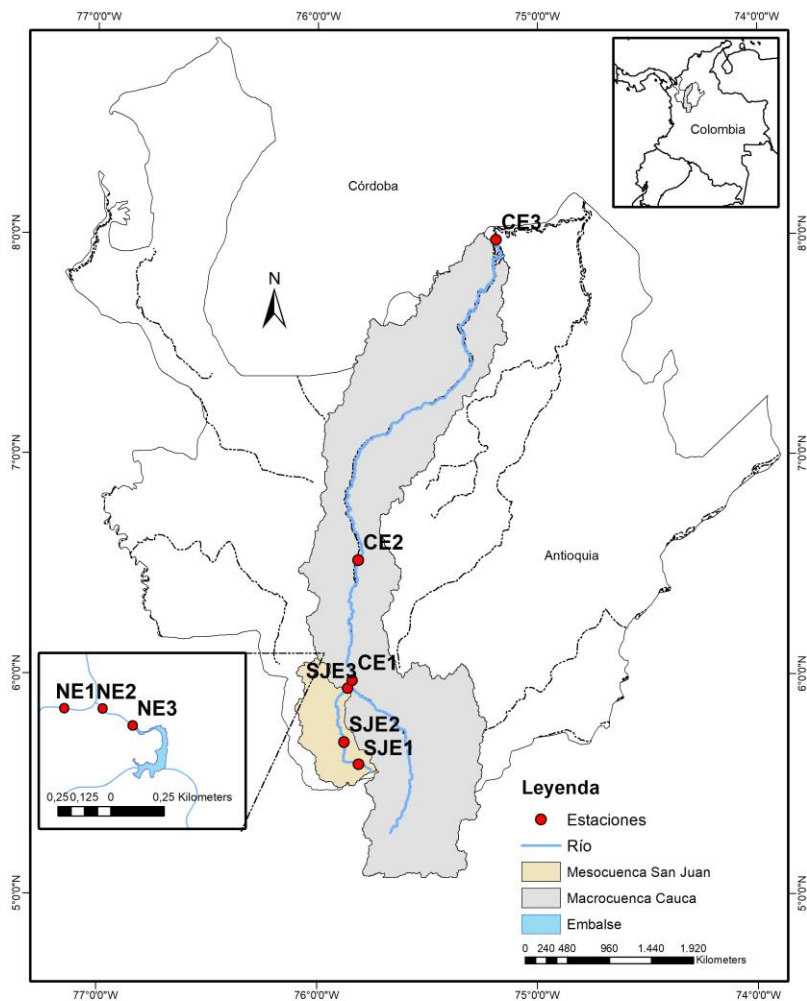 77°0'0"W 76°0'0"W 75°0'0"W 74°0'0"W
Colombia
Córdoba
8°0'0"N
CE3
8°0'0"N
N
7°0'0"N
7°0'0"N
CE2
Antioquia
6°0'0"N
CE1
SJE3
6°0'0"N
NE1 NE2
NE3
SJE2
SJE1
0,25 0,125 0 0,25 Kilometers
Leyenda
Estaciones
Río
Mesocuenca San Juan
Macrocuenca Cauca
Embalse
5°0'0"N
5°0'0"N
0 240 480 960 1.440 1.920
Kilometers
77°0'0"W 76°0'0"W 75°0'0"W 74°0'0"W